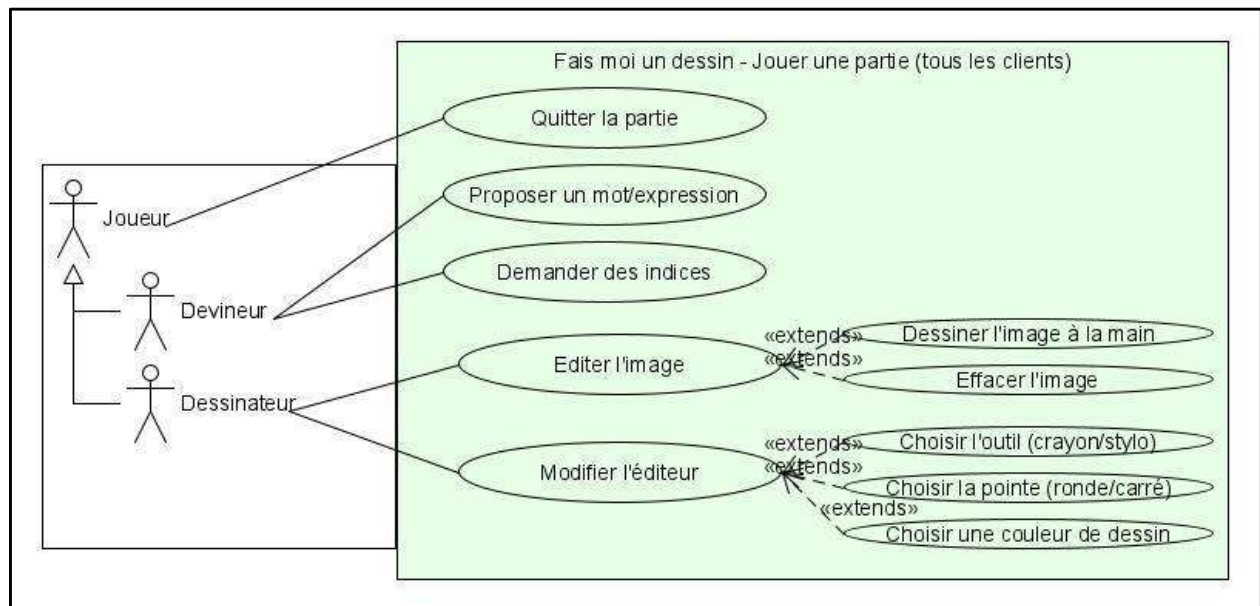 Fais moi un dessin - Jouer une partie (tous les clients)
Quitter la partie
Proposer un mot/expression
Joueur
Demander des indices
Devineur
«extends»
Dessiner l'image à la main
«extends»
Editer l'image
Effacer l'image
Dessinateur
«extends»
Choisir l'outil (crayon/stylo)
«extends»
Modifier l'éditeur
Choisir la pointe (ronde/carré)
«extends»
Choisir une couleur de dessin